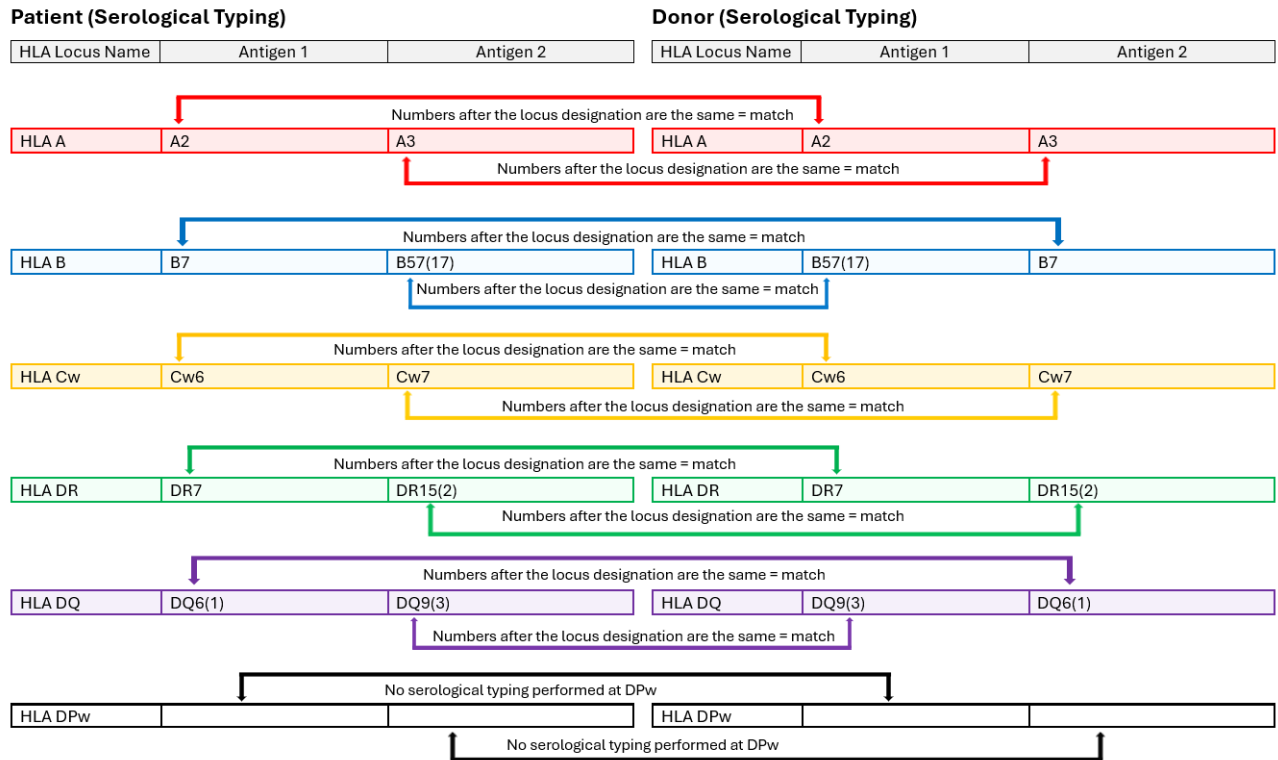 Patient (Serological Typing) Donor (Serological Typing)
HLA Locus Name Antigen 1 Antigen 2 HLA Locus Name Antigen 1 Antigen 2
Numbers after the locus designation are the same = match
HLA A A2 A3 HLA A A2 A3
Numbers after the locus designation are the same = match
Numbers after the locus designation are the same = match
HLA B B7 B57(17) HLA B B57(17) B7
Numbers after the locus designation are the same = match
Numbers after the locus designation are the same = match
HLA Cw Cw6 Cw7 HLA Cw Cw6 Cw7
Numbers after the locus designation are the same = match
Numbers after the locus designation are the same = match
HLA DR DR7 DR15(2) HLA DR DR7 DR15(2)
Numbers after the locus designation are the same = match
Numbers after the locus designation are the same = match
HLA DQ DQ6(1) DQ9(3) HLA DQ DQ9(3) DQ6(1)
Numbers after the locus designation are the same = match
No serological typing performed at DPw
HLA DPw HLA DPw
No serological typing performed at DPw